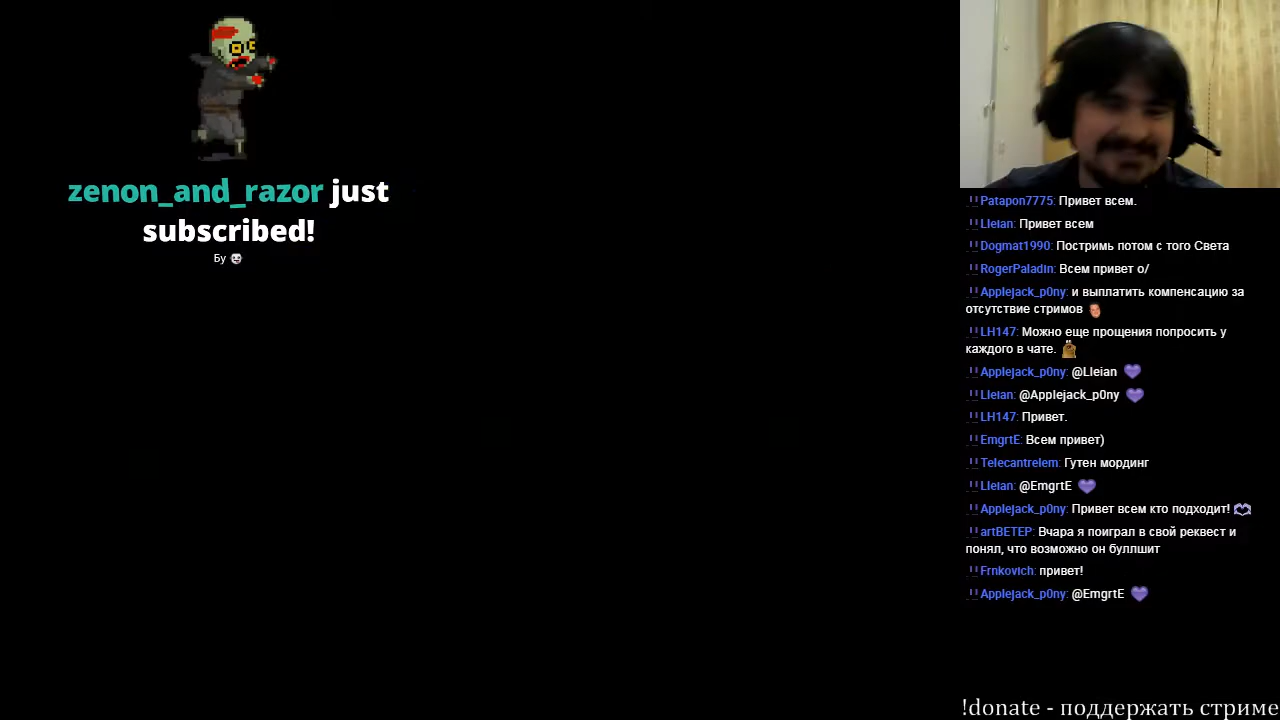 zenon_and_razor just
subscribed!
Бу
Patapon7775: Привет всем.
Lleian: Привет всем
Dogmat1990: Постримь потом с того Света
RogerPaladin: Всем привет o/
Applejack_p0ny: и выплатить компенсацию за
отсутствие стримов
LH147: Можно еще прощения попросить у
каждого в чате.
Applejack_p0ny: @Lleian
Lleian: @Applejack_p0ny
LH147: Привет.
EmgrtE: Всем привет)
Telecantrelem: Гутен мординг
Lleian: @EmgrtE
Applejack_p0ny: Привет всем кто подходит!
artBETEP: Вчара я поиграл в свой реквест и
понял, что возможно он буллшит
Frnkovich: привет!
Applejack_p0ny: @EmgrtE
!donate - поддержать стриме